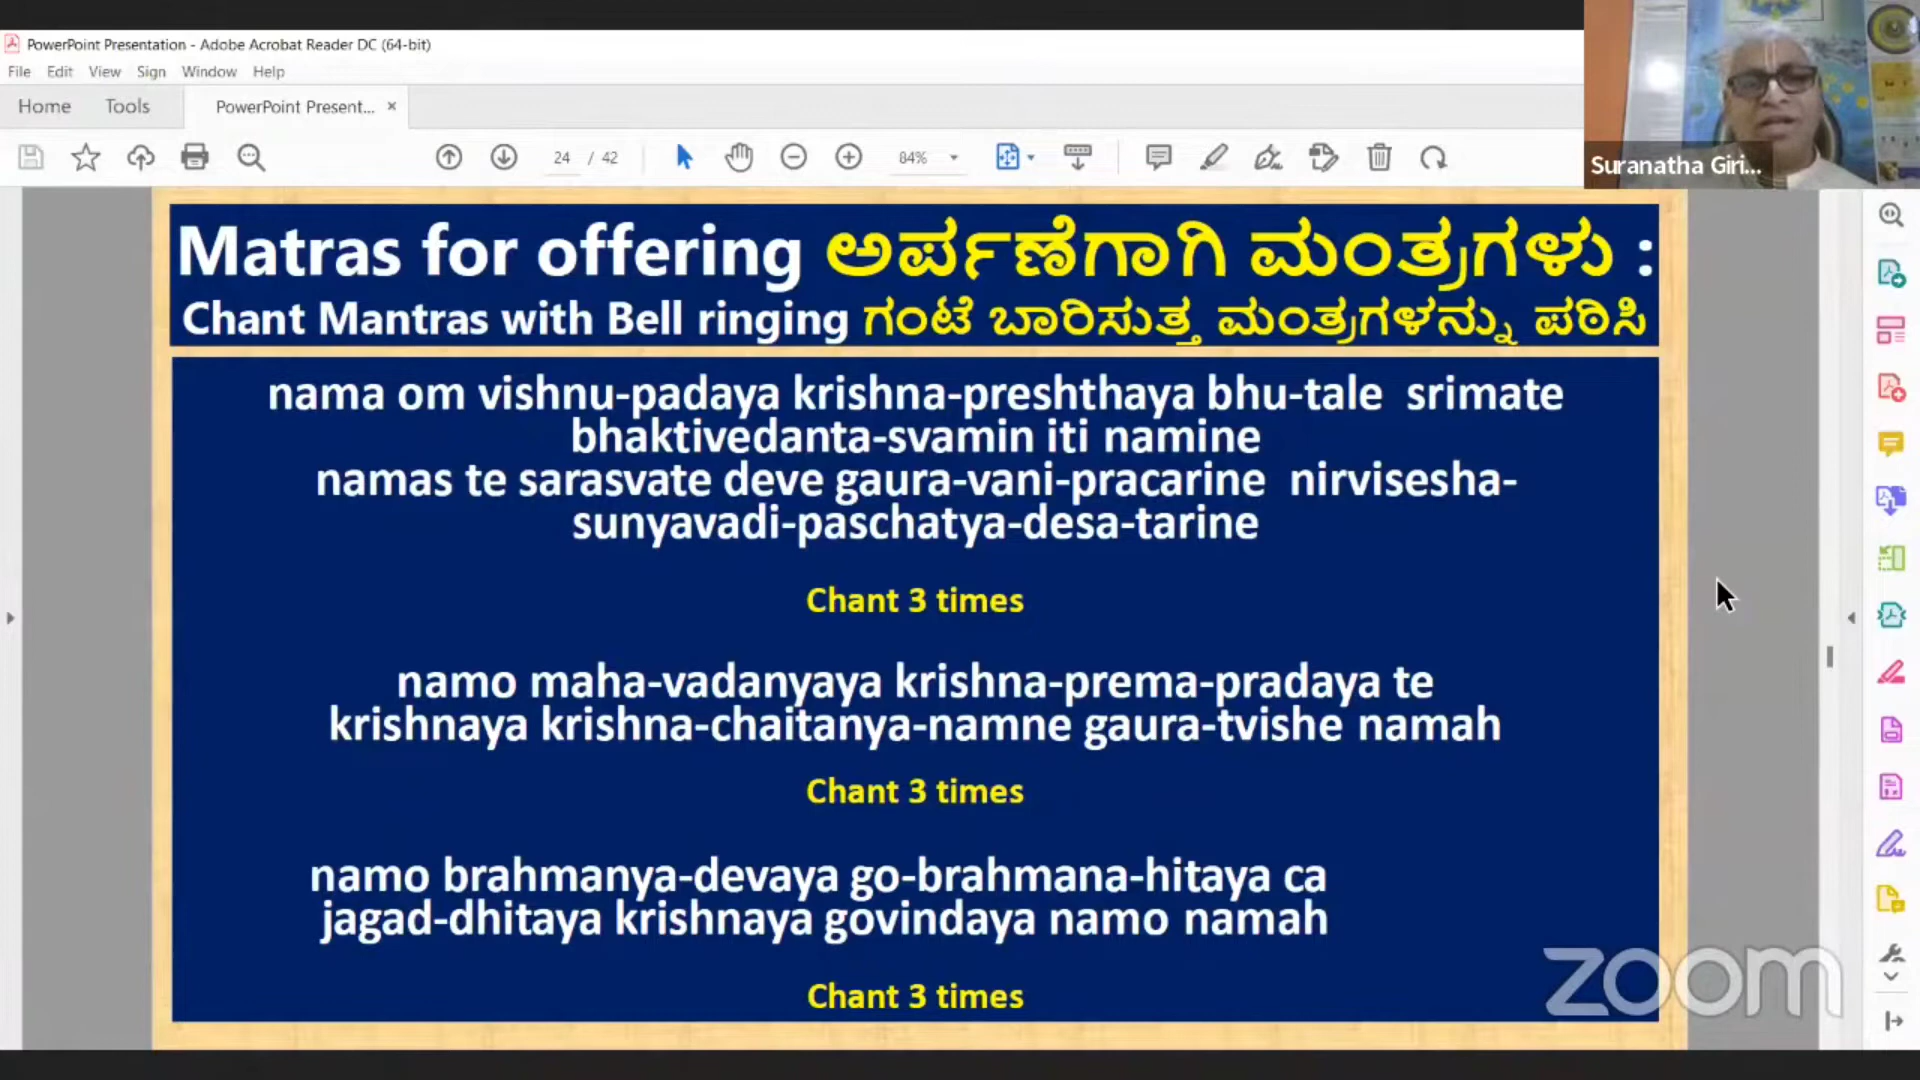 PowerPoint Presentation - Adobe Acrobat Reader DC (64-bit)
File Edit View Sign Window Help
Home Tools PowerPoint Present... ×
24 / 42 84%
Suranatha Giri...
Matras for offering ಅರ್ಪಣೆಗಾಗಿ ಮಂತ್ರಗಳು :
Chant Mantras with Bell ringing ಗಂಟೆ ಬಾರಿಸುತ್ತ ಮಂತ್ರಗಳನ್ನು ಪಠಿಸಿ
nama om vishnu-padaya krishna-preshthaya bhu-tale srimate
bhaktivedanta-svamin iti namine
namas te sarasvate deve gaura-vani-pracarine nirvisesha-
sunyavadi-paschatya-desa-tarine
Chant 3 times
namo maha-vadanyaya krishna-prema-pradaya te
krishnaya krishna-chaitanya-namne gaura-tvishe namah
Chant 3 times
namo brahmanya-devaya go-brahmana-hitaya ca
jagad-dhitaya krishnaya govindaya namo namah
Chant 3 times
zoom